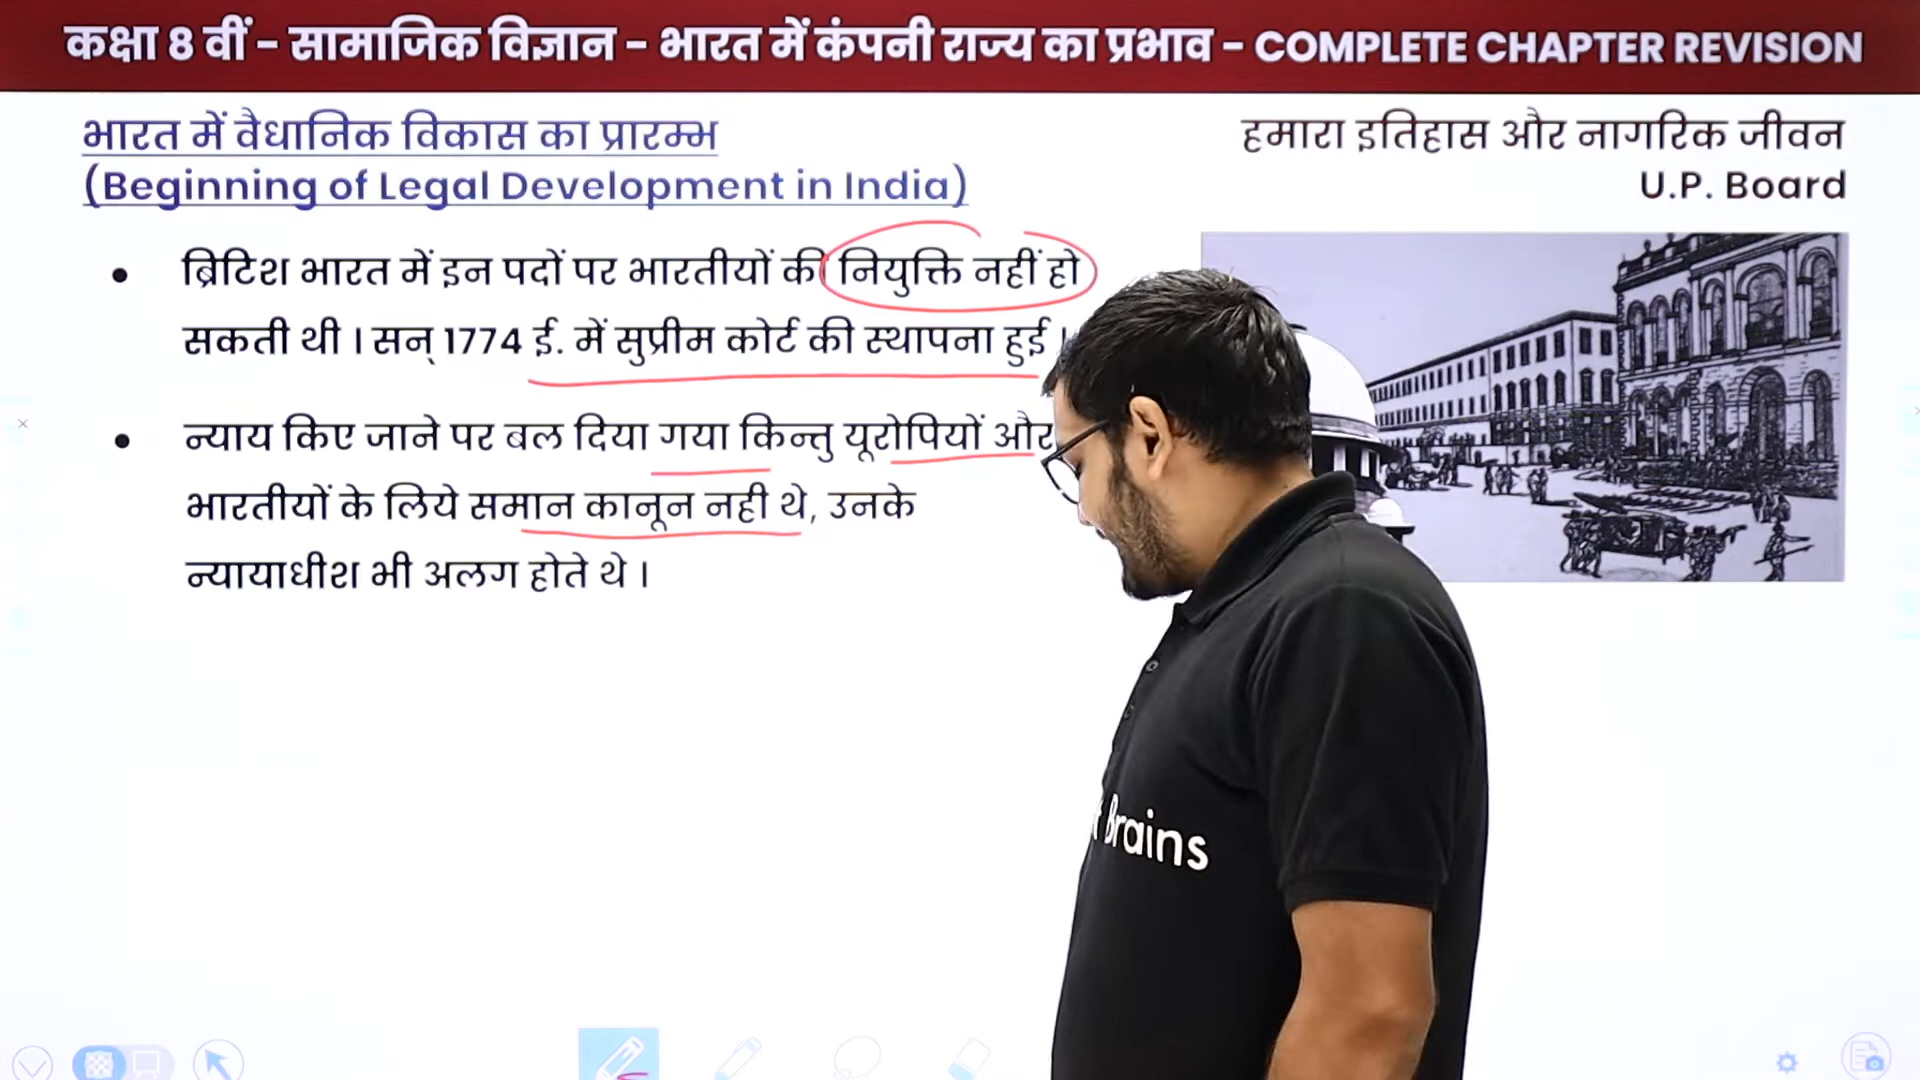 कक्षा 8 वीं - सामाजिक विज्ञान - भारत में कंपनी राज्य का प्रभाव - COMPLETE CHAPTER REVISION
भारत में वैधानिक विकास का प्रारम्भ
(Beginning of Legal Development in India)
हमारा इतिहास और नागरिक जीवन
U.P. Board
ब्रिटिश भारत में इन पदों पर भारतीयों की नियुक्ति नहीं हो
सकती थी । सन् 1774 ई. में सुप्रीम कोर्ट की स्थापना हुई ।
न्याय किए जाने पर बल दिया गया किन्तु यूरोपियों और
भारतीयों के लिये समान कानून नही थे, उनके
न्यायाधीश भी अलग होते थे ।
Brains